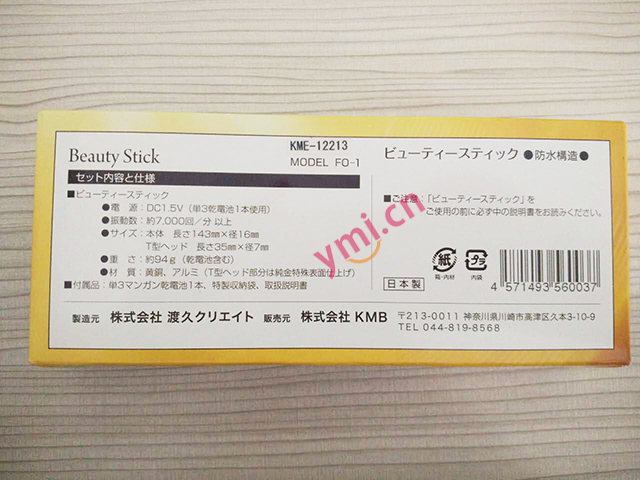 Beauty Stick
KME-12213
MODEL FO-1
セット内容と仕様
■ビューティースティック
●電 源：DC1.5V（単3乾電池1本使用）
●振動数：約7,000回／分 以上
●サイズ：本体 長さ143mm×径16mm
T型ヘッド 長さ35mm×径7mm
●重 さ：約94g（乾電池含む）
●材 質：黄銅、アルミ（T型ヘッド部分は純金特殊表面仕上げ）
■付属品：単3マンガン乾電池1本、特製収納袋、取扱説明書
ビューティースティック ●防水構造●
■ご注意：「ビューティースティック」を
ご使用の前に必ず中の説明書をお読みください。
日本製
紙
箱・内材
プラ
内袋
4 571493 560037
製造元 株式会社 渡久クリエイト 販売元 株式会社 KMB
〒213-0011 神奈川県川崎市高津区久本3-10-9
TEL 044-819-8568
ymi.cn